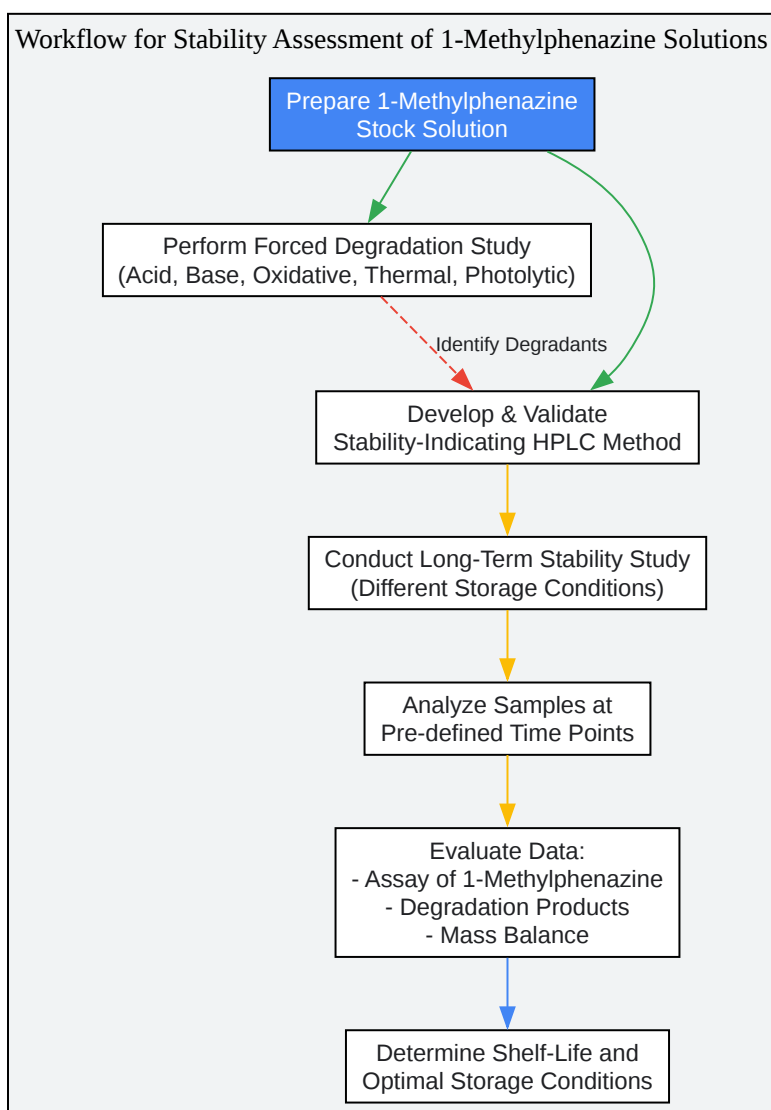 Workflow for Stability Assessment of 1-Methylphenazine Solutions
Prepare 1-Methylphenazine
Stock Solution
Perform Forced Degradation Study
(Acid, Base, Oxidative, Thermal, Photolytic)
Identify Degradants
Develop & Validate
Stability-Indicating HPLC Method
Conduct Long-Term Stability Study
(Different Storage Conditions)
Analyze Samples at
Pre-defined Time Points
Evaluate Data:
- Assay of 1-Methylphenazine
- Degradation Products
- Mass Balance
Determine Shelf-Life and
Optimal Storage Conditions